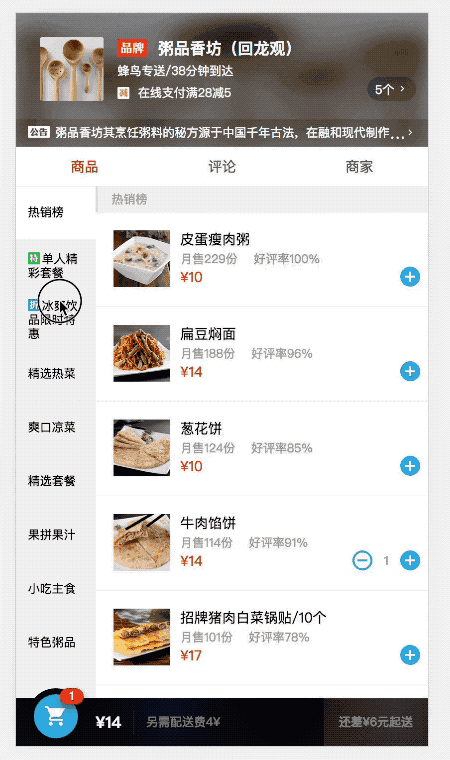 品牌 粥品香坊（回龙观）
蜂鸟专送/38分钟到达
减 在线支付满28减5
5个 >
公告 粥品香坊其烹饪粥料的秘方源于中国千年古法，在融和现代制作... >
商品 评论 商家
热销榜
特 单人精
彩套餐
品限时特
惠
精选热菜
爽口凉菜
精选套餐
果拼果汁
小吃主食
特色粥品
热销榜
皮蛋瘦肉粥
月售229份 好评率100%
¥10
扁豆焖面
月售188份 好评率96%
¥14
葱花饼
月售124份 好评率85%
¥10
牛肉馅饼
月售114份 好评率91%
¥14
1
招牌猪肉白菜锅贴/10个
月售101份 好评率78%
¥17
1
¥14 另需配送费4¥ 还差¥6元起送